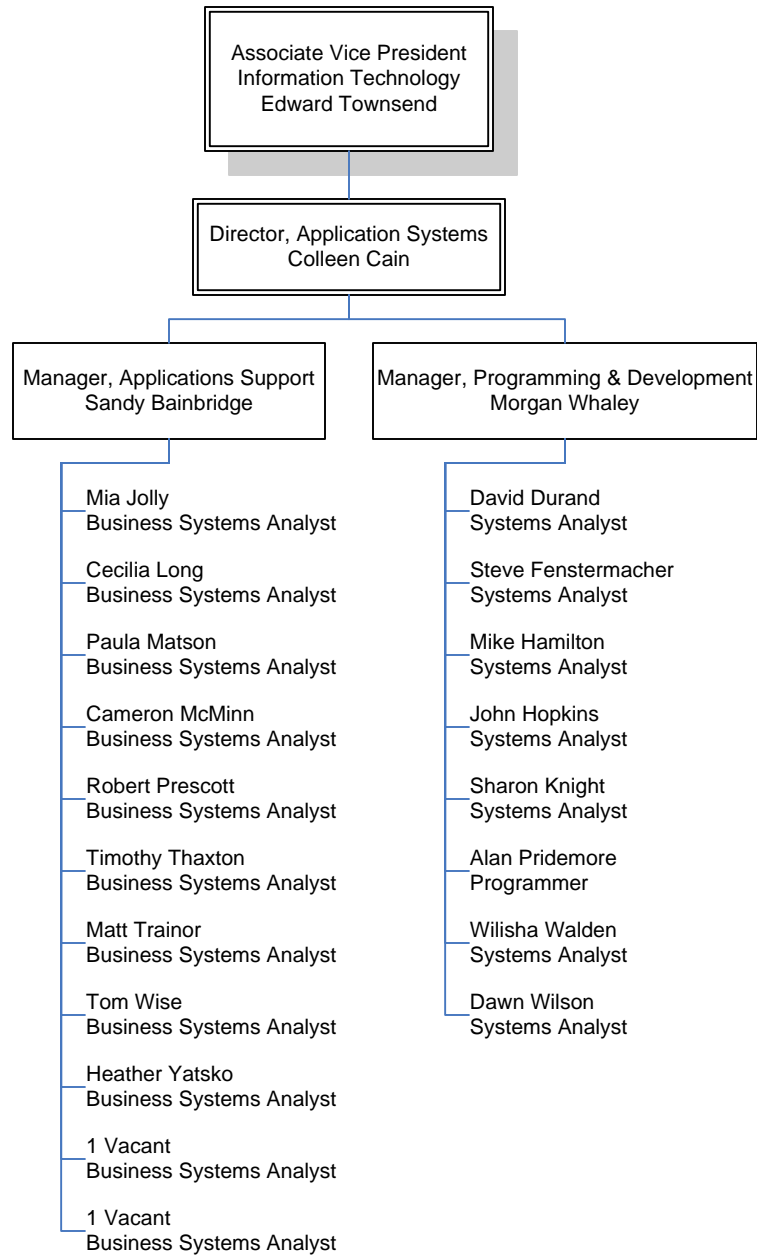 Associate Vice President
Information Technology
Edward Townsend
Director, Application Systems
Colleen Cain
Manager, Applications Support
Sandy Bainbridge
Manager, Programming & Development
Morgan Whaley
Mia Jolly
Business Systems Analyst
Cecilia Long
Business Systems Analyst
Paula Matson
Business Systems Analyst
Cameron McMinn
Business Systems Analyst
Robert Prescott
Business Systems Analyst
Timothy Thaxton
Business Systems Analyst
Matt Trainor
Business Systems Analyst
Tom Wise
Business Systems Analyst
Heather Yatsko
Business Systems Analyst
1 Vacant
Business Systems Analyst
1 Vacant
Business Systems Analyst
David Durand
Systems Analyst
Steve Fenstermacher
Systems Analyst
Mike Hamilton
Systems Analyst
John Hopkins
Systems Analyst
Sharon Knight
Systems Analyst
Alan Pridemore
Programmer
Wilisha Walden
Systems Analyst
Dawn Wilson
Systems Analyst